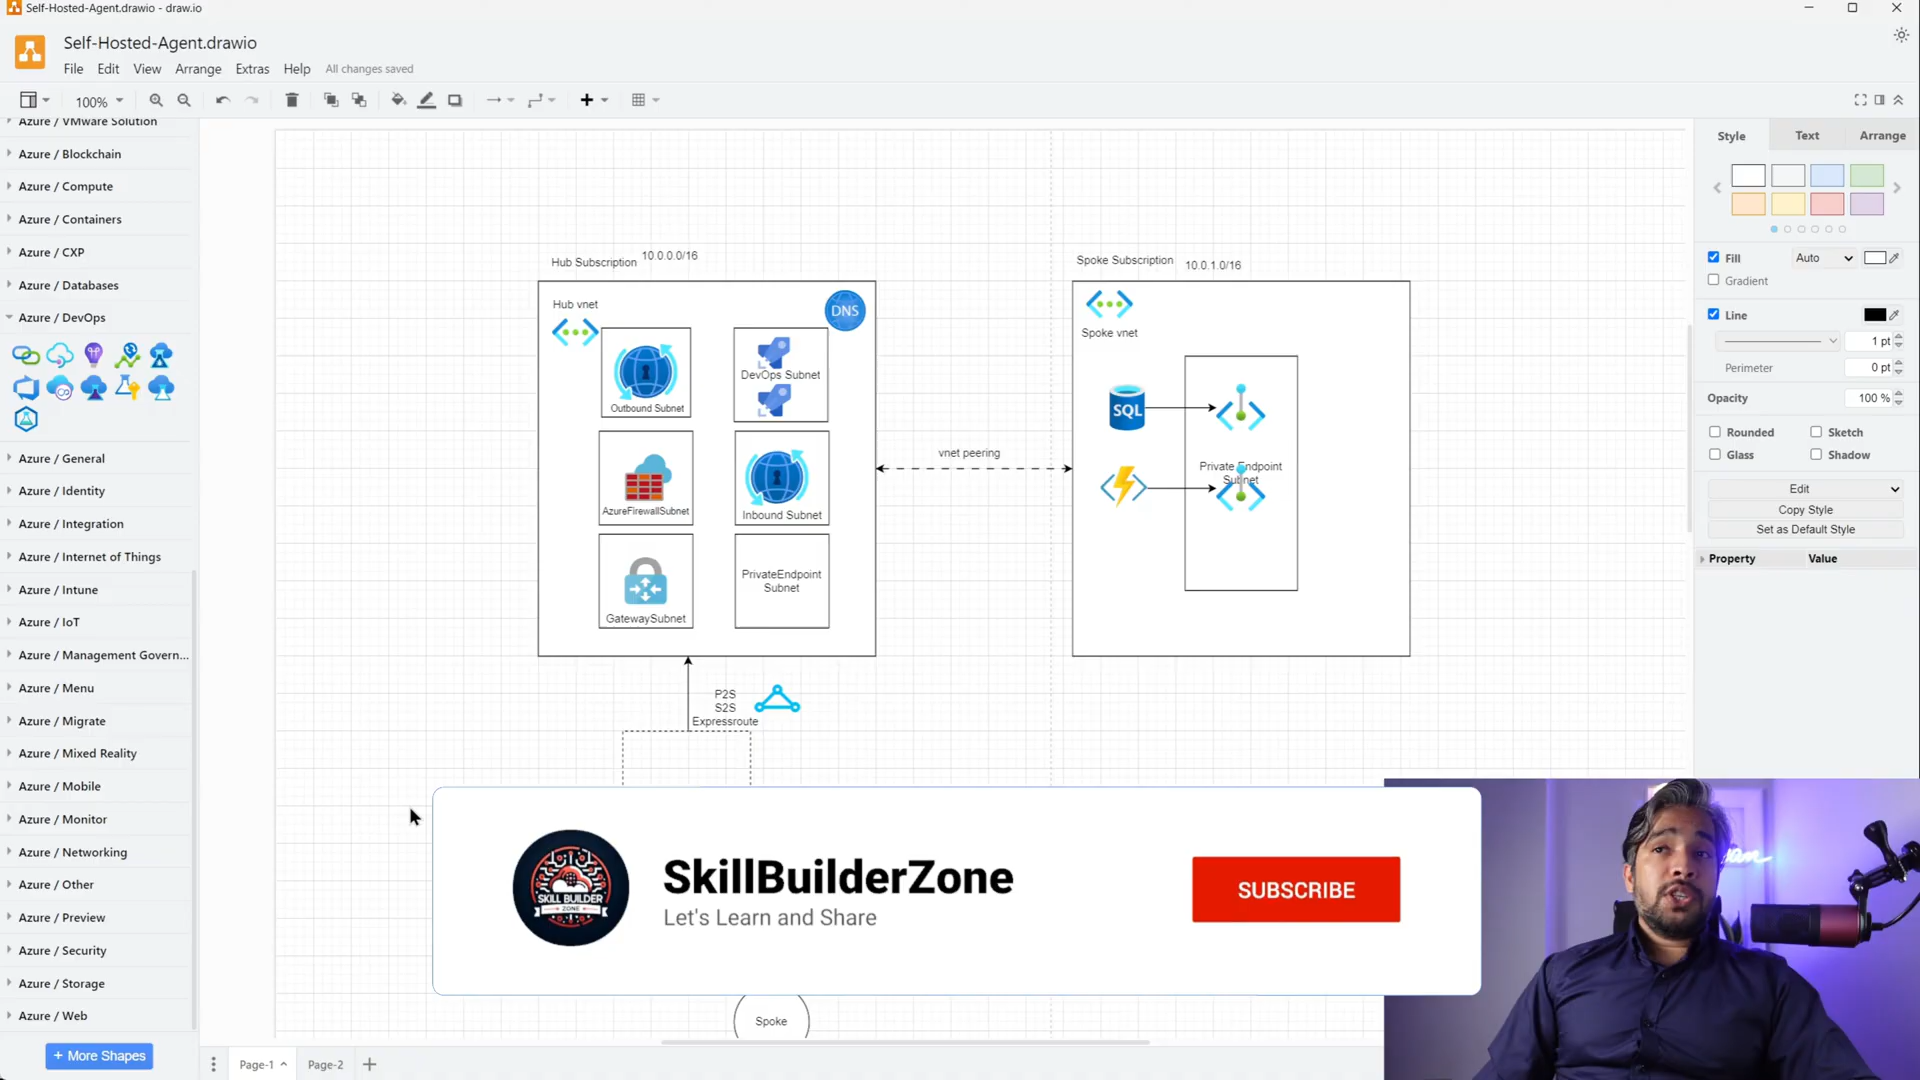 Self-Hosted-Agent.drawio - draw.io
Self-Hosted-Agent.drawio
File Edit View Arrange Extras Help All changes saved
100%
Azure / VMware Solution
Azure / Blockchain
Azure / Compute
Azure / Containers
Azure / CXP
Azure / Databases
Azure / DevOps
Azure / General
Azure / Identity
Azure / Integration
Azure / Internet of Things
Azure / Intune
Azure / IoT
Azure / Management Govern...
Azure / Menu
Azure / Migrate
Azure / Mixed Reality
Azure / Mobile
Azure / Monitor
Azure / Networking
Azure / Other
Azure / Preview
Azure / Security
Azure / Storage
Azure / Web
+ More Shapes
Hub Subscription 10.0.0.0/16
Hub vnet
DNS
Outbound Subnet
DevOps Subnet
AzureFirewallSubnet
Inbound Subnet
GatewaySubnet
PrivateEndpoint
Subnet
vnet peering
Spoke Subscription 10.0.1.0/16
Spoke vnet
SQL
Private Endpoint
Subnet
P2S
S2S
Expressroute
SKILL BUILDER
ZONE
SkillBuilderZone
Let's Learn and Share
SUBSCRIBE
Spoke
Page-1 Page-2
Style Text Arrange
Fill Auto
Gradient
Line
1 pt
Perimeter 0 pt
Opacity 100 %
Rounded Sketch
Glass Shadow
Edit
Copy Style
Set as Default Style
Property Value